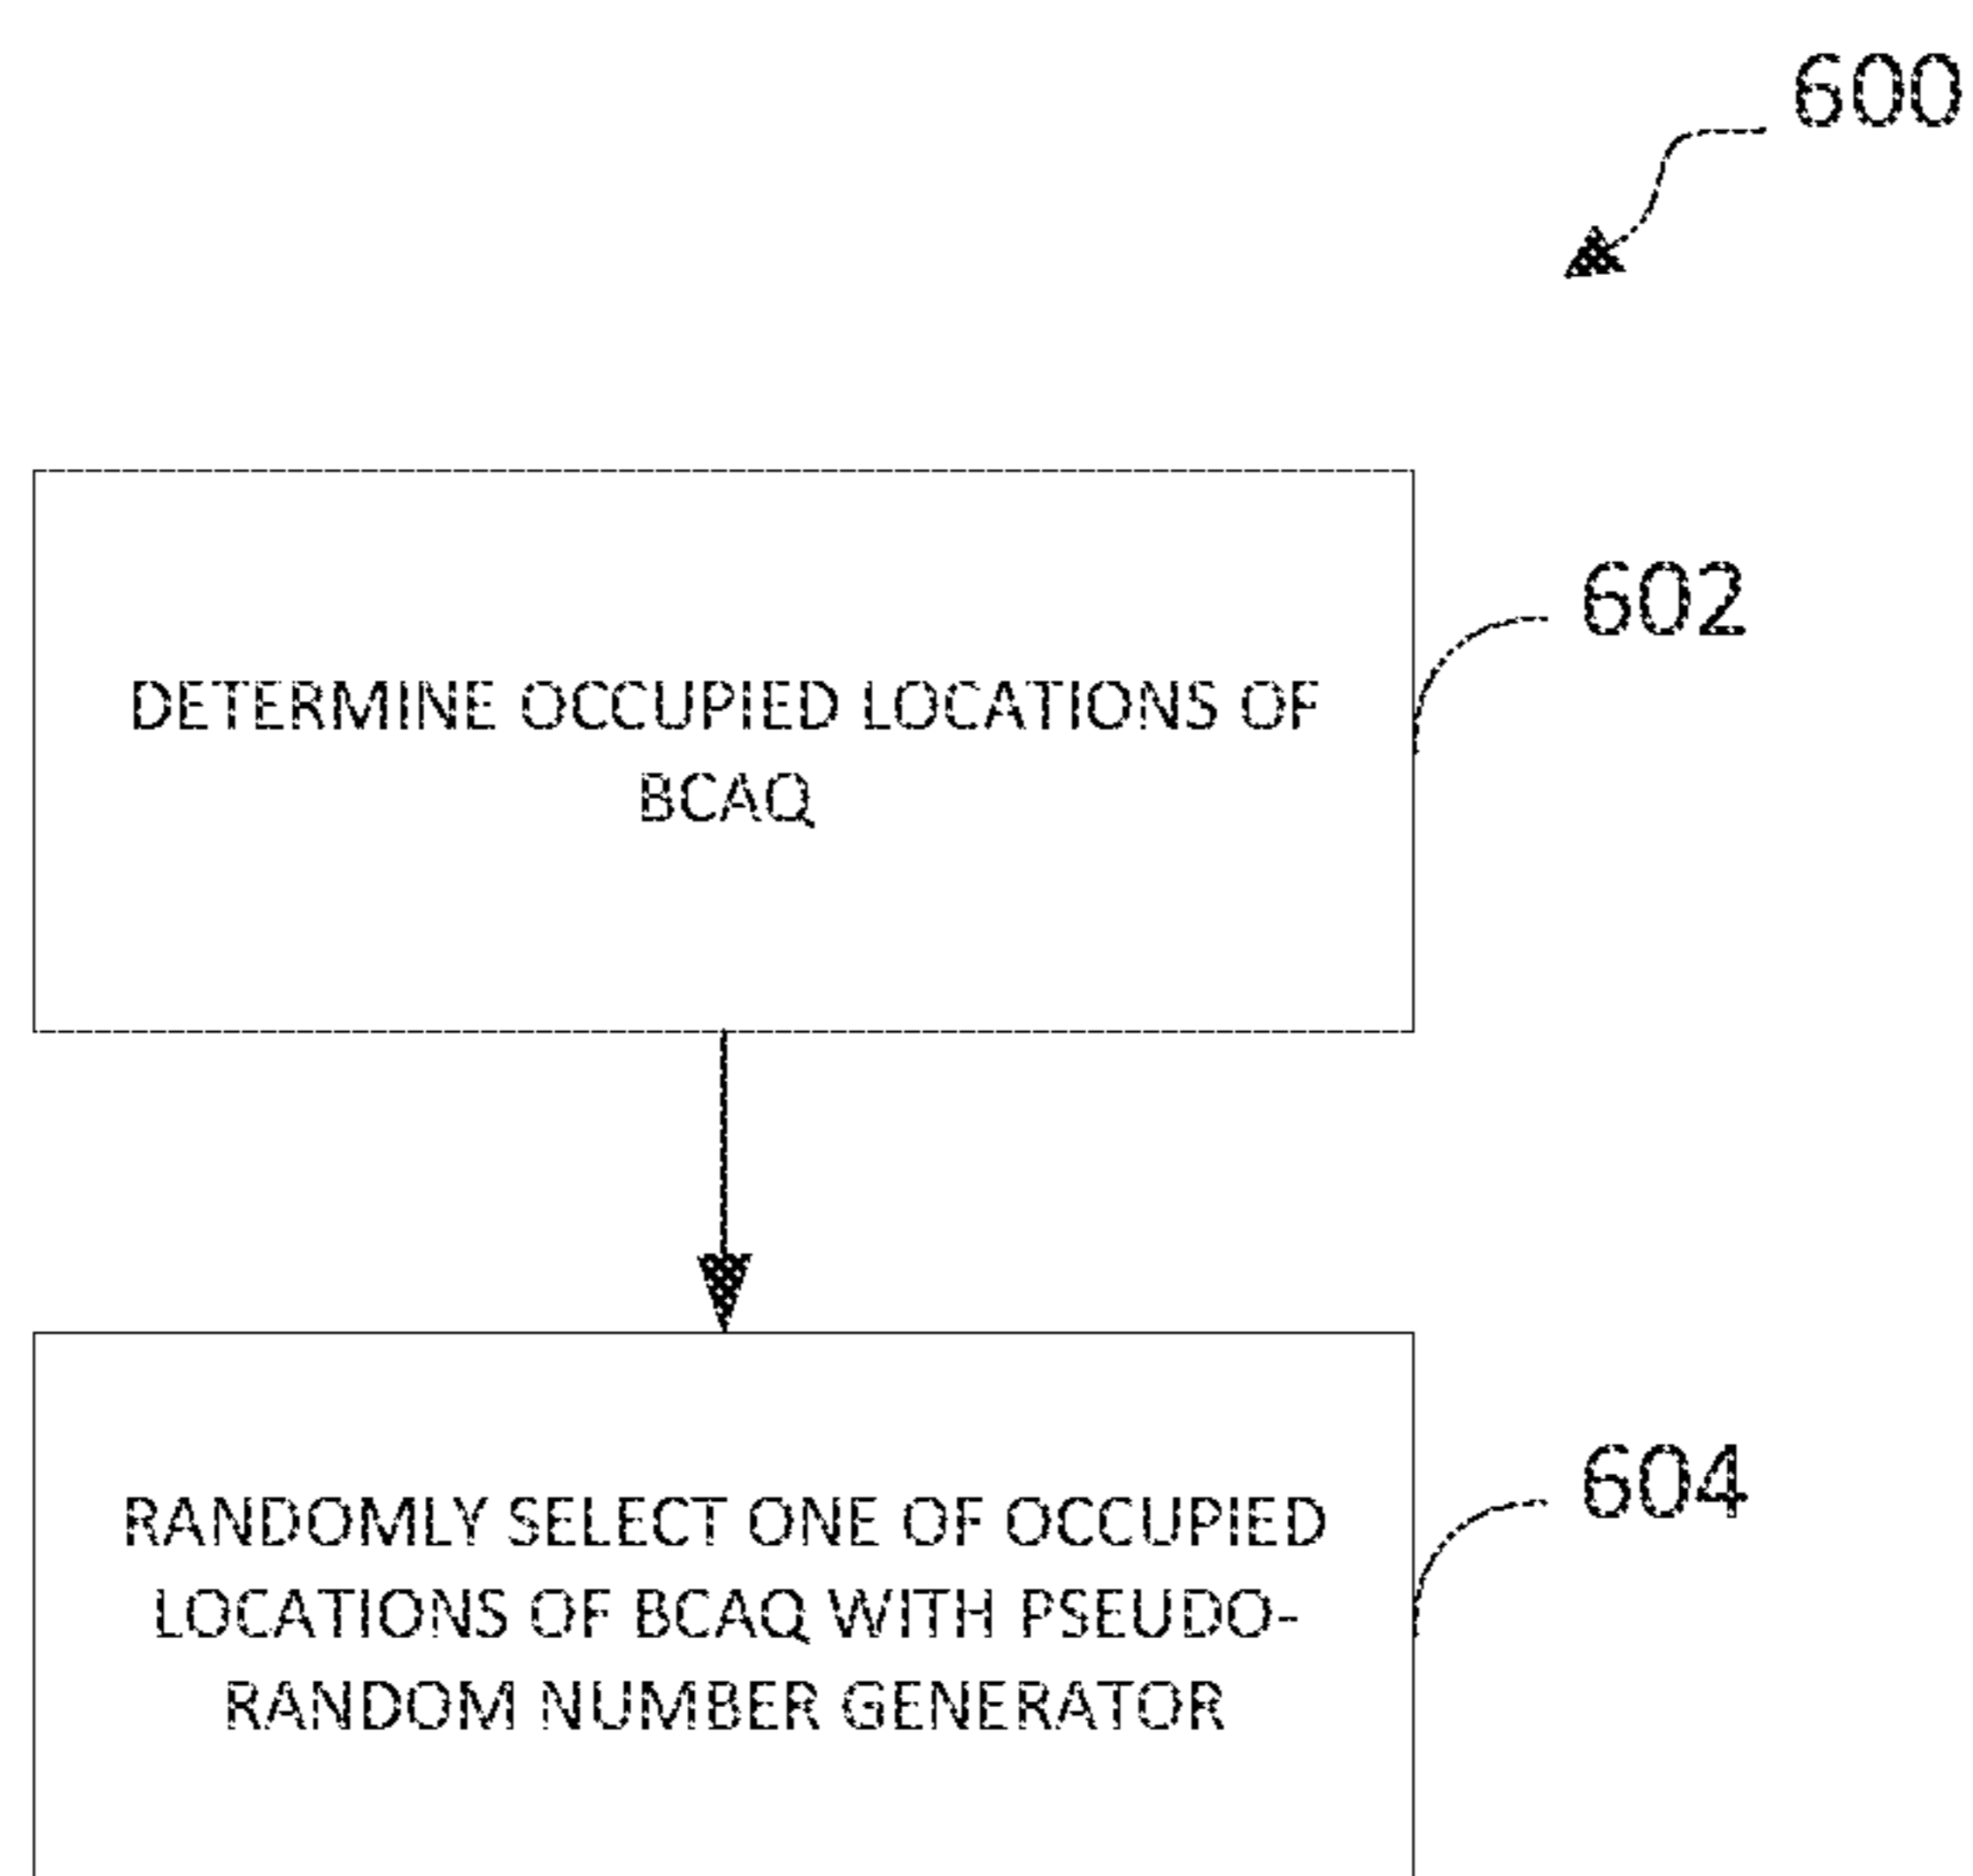 600
DETERMINE OCCUPIED LOCATIONS OF
BCAQ
602
RANDOMLY SELECT ONE OF OCCUPIED
LOCATIONS OF BCAQ WITH PSEUDO-
RANDOM NUMBER GENERATOR
604